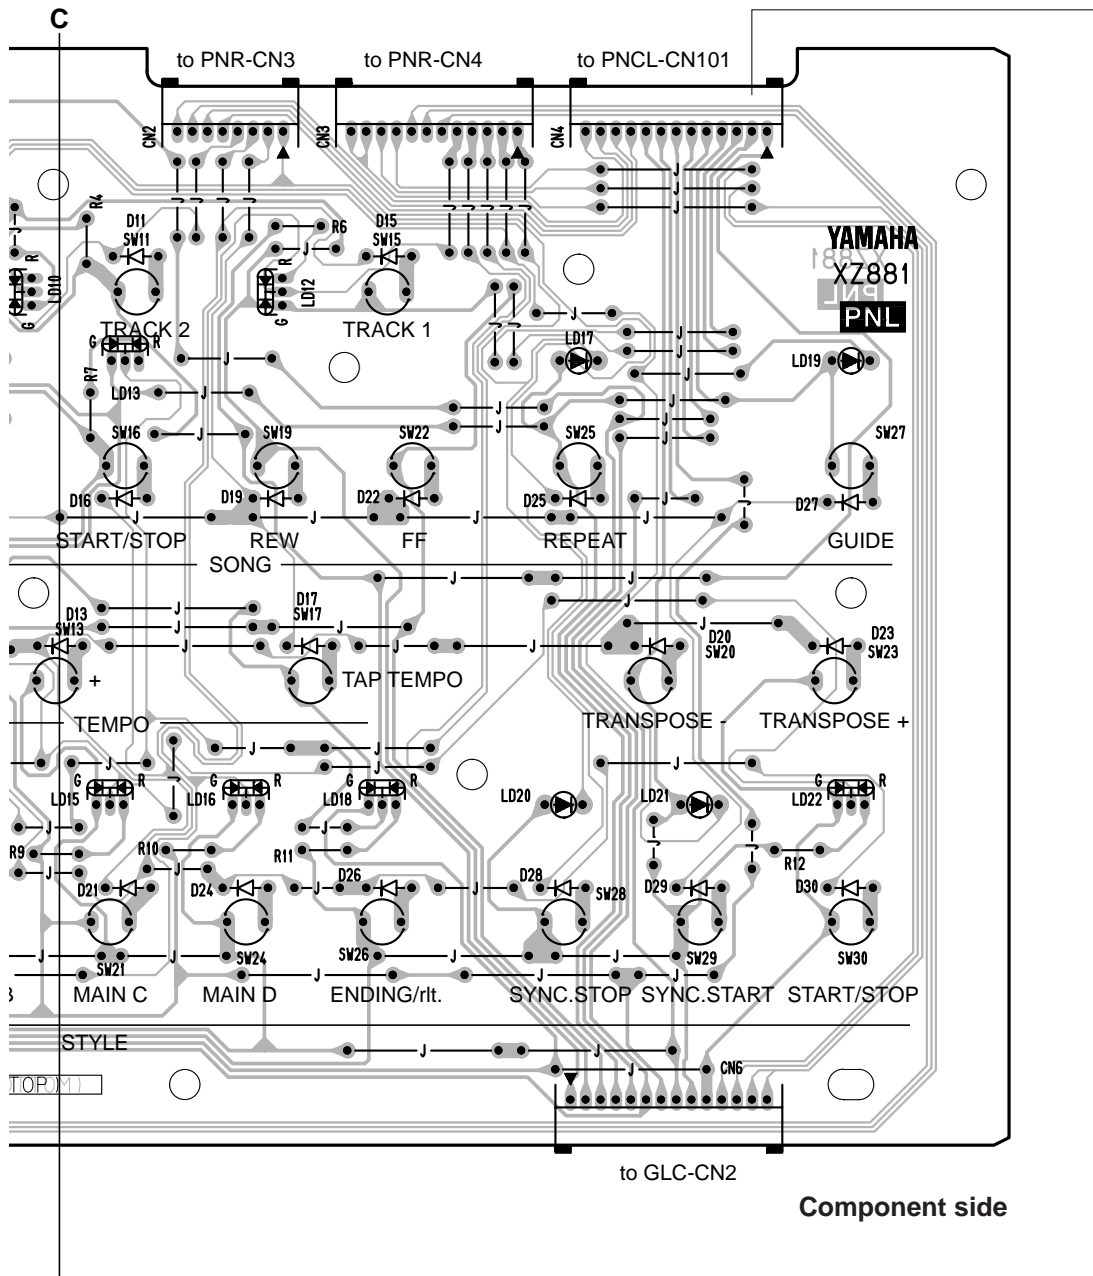 C
to PNR-CN3
to PNR-CN4
to PNCL-CN101
CN2
CN3
CN4
J J J
J J J J J
J
J
J
R4
D11
SW11
R
LD10
TRACK 2
R6
J
R
LD12
G
D15
SW15
TRACK 1
YAMAHA
XZ881
PNL
J J
J
J
J
J
LD17
LD19
G R
R7
LD13
J
J
J
J
J
J
J
J
J
SW16
SW19
SW22
SW25
SW27
D16
D19
D22
D25
D27
J
J
J
J
J
J
START/STOP
REW
FF
REPEAT
GUIDE
SONG
J
J
J
J
J
J
J
D13
SW13
+
D17
SW17
TAP TEMPO
J
J
J
D20
SW20
D23
SW23
TEMPO
TRANSPOSE -
TRANSPOSE +
J
J
J
J
J
J
G R
LD15
G R
LD16
G R
LD18
LD20
LD21
G R
LD22
J
J
J
J
R9
R10
R11
R12
J
J
J
J
D21
D24
D26
D28
D29
D30
SW21
SW24
SW26
SW28
SW29
SW30
J
J
J
J
J
J
J
J
MAIN C
MAIN D
ENDING/rlt.
SYNC.STOP
SYNC.START
START/STOP
STYLE
J
J
J
CN6
TOP
to GLC-CN2
Component side